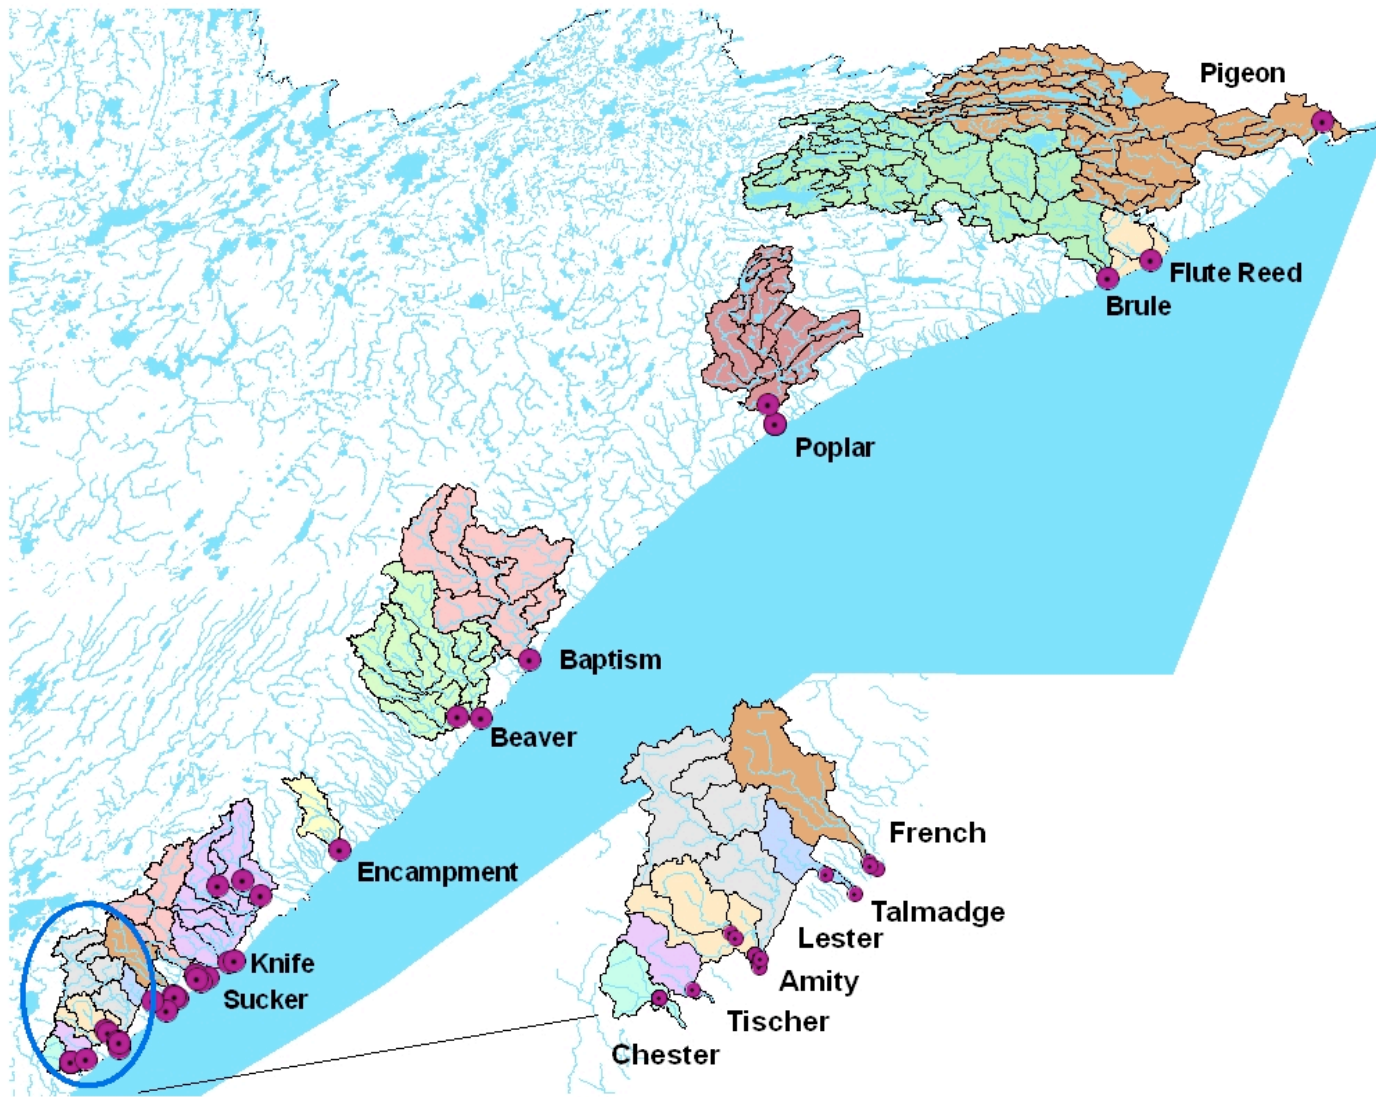 Pigeon
Flute Reed
Brule
Poplar
Baptism
Beaver
French
Encampment
Talmadge
Lester
Knife
Amity
Sucker
Tischer
Chester